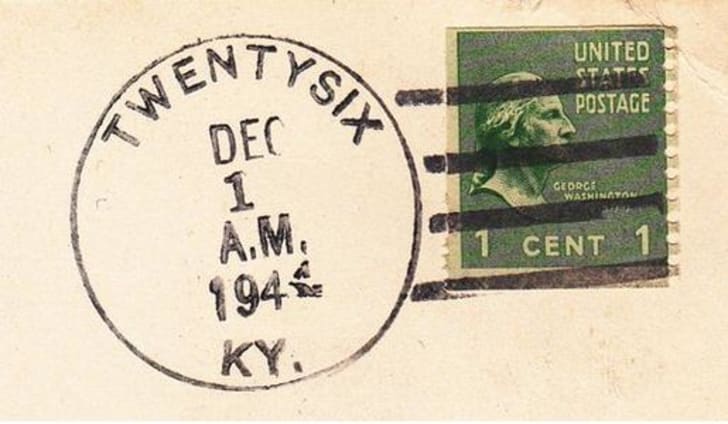 TWENTYSIX
DEC
1
A.M.
194
KY.
UNITED
STATES
POSTAGE
GEORGE
WASHINGTON
1 CENT 1